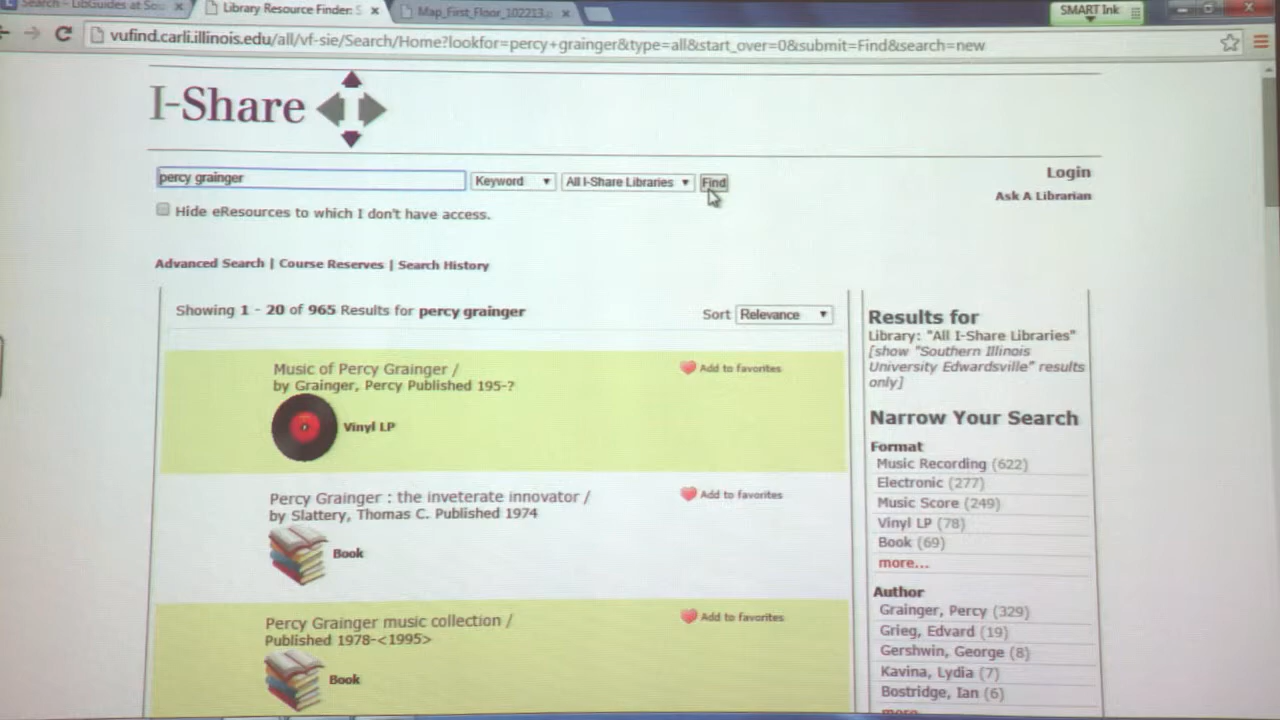 Search - LibGuides at Sou
Library Resource Finder: S
Map_First_Floor_102213.p
SMART Ink
vufind.carli.illinois.edu/all/vf-sie/Search/Home?lookfor=percy+grainger&type=all&start_over=0&submit=Find&search=new
I-Share
percy grainger
Keyword
All I-Share Libraries
Find
Login
Hide eResources to which I don't have access.
Ask A Librarian
Advanced Search | Course Reserves | Search History
Showing 1 - 20 of 965 Results for percy grainger
Sort Relevance
Music of Percy Grainger /
by Grainger, Percy Published 195-?
Vinyl LP
Add to favorites
Percy Grainger : the inveterate innovator /
by Slattery, Thomas C. Published 1974
Book
Add to favorites
Percy Grainger music collection /
Published 1978-<1995>
Book
Add to favorites
Results for
Library: "All I-Share Libraries"
[show "Southern Illinois
University Edwardsville" results
only]
Narrow Your Search
Format
Music Recording (622)
Electronic (277)
Music Score (249)
Vinyl LP (78)
Book (69)
more...
Author
Grainger, Percy (329)
Grieg, Edvard (19)
Gershwin, George (8)
Kavina, Lydia (7)
Bostridge, Ian (6)
more...